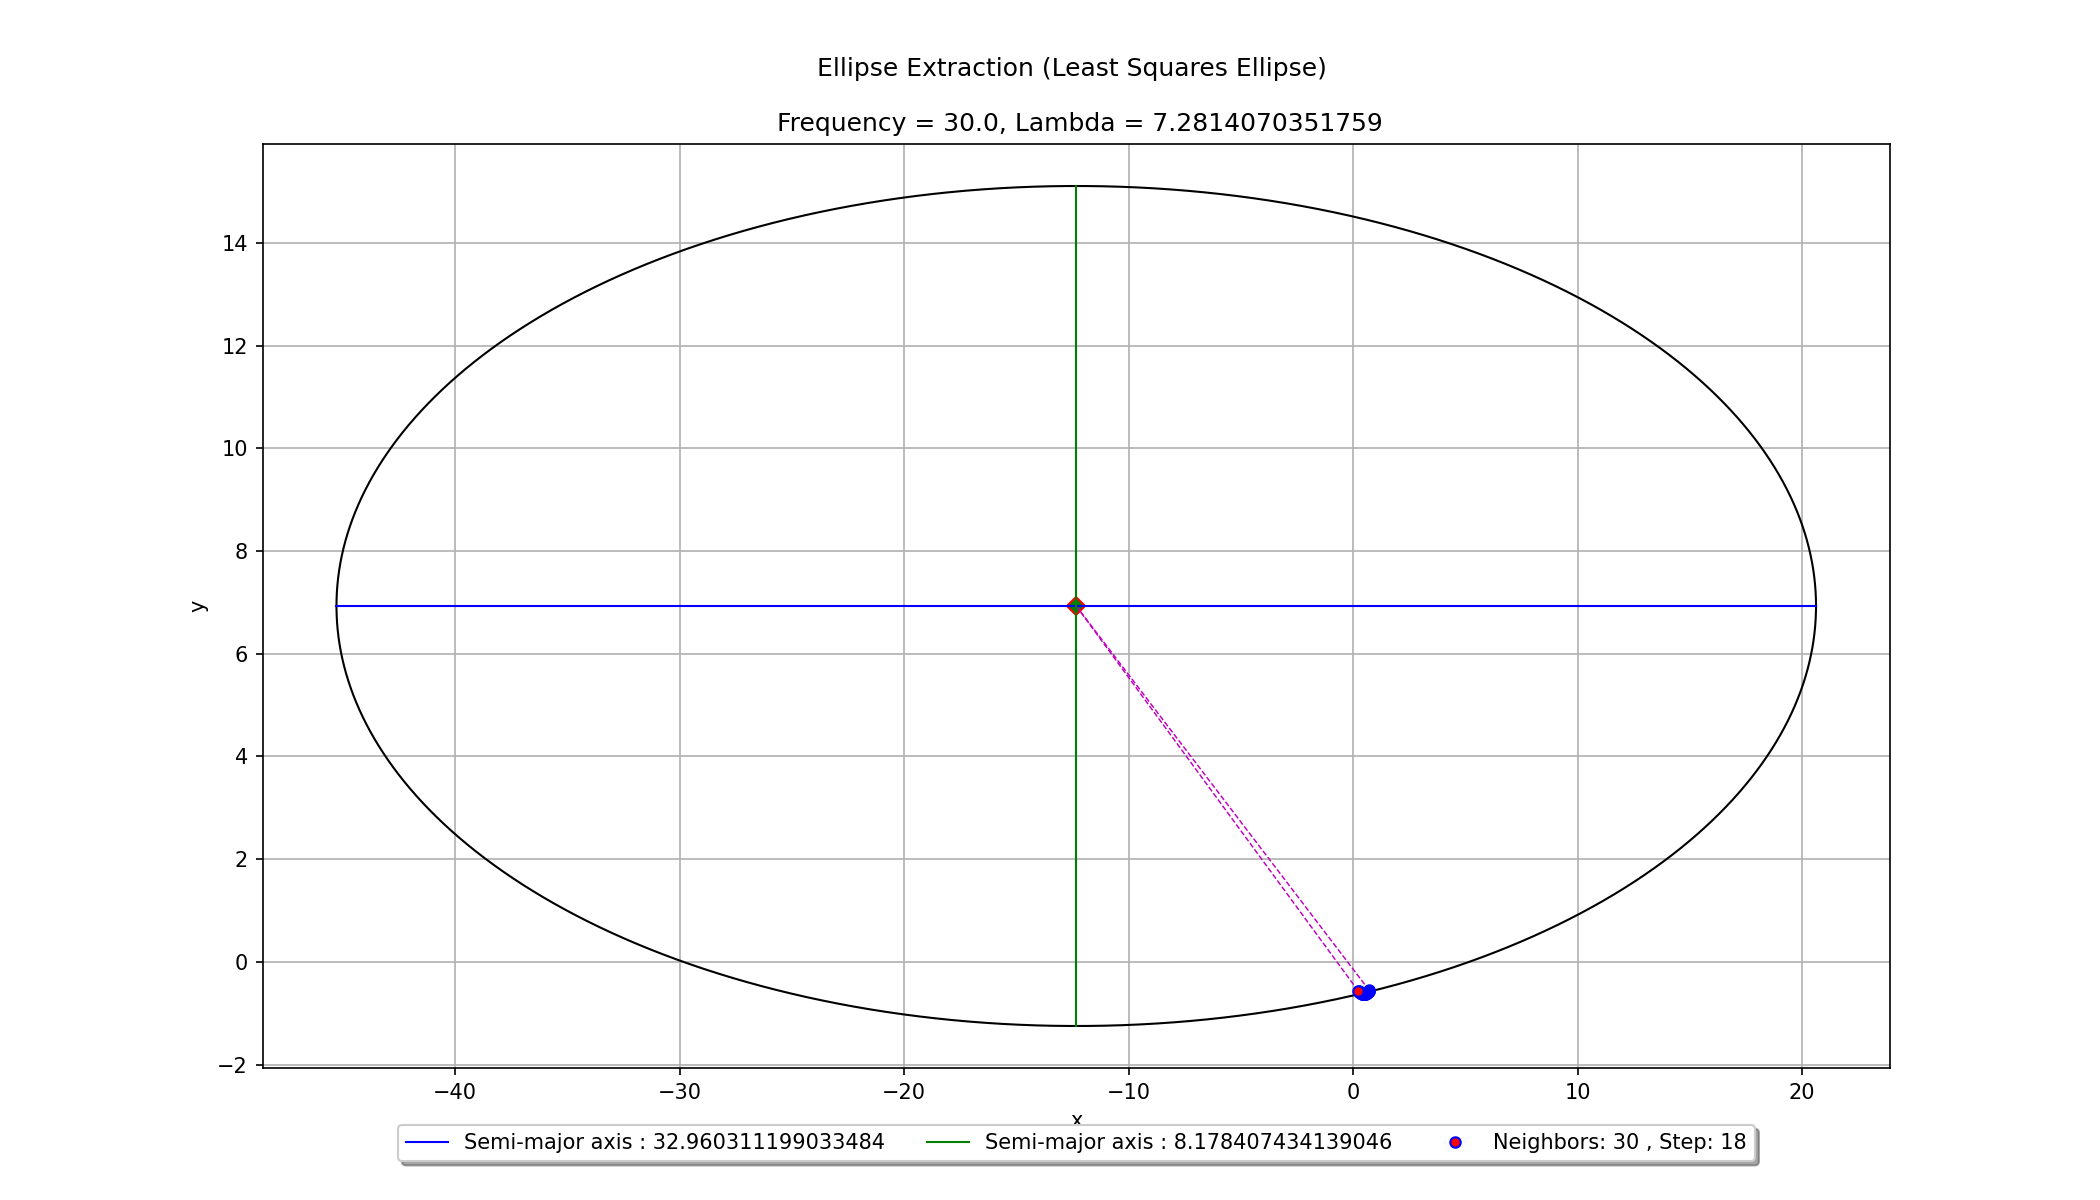 Ellipse Extraction (Least Squares Ellipse)
Frequency = 30.0, Lambda = 7.2814070351759
y
14
12
10
8
6
4
2
0
−2
−40
−30
−20
−10
0
10
20
x
Semi-major axis : 32.960311199033484
Semi-major axis : 8.178407434139046
Neighbors: 30 , Step: 18